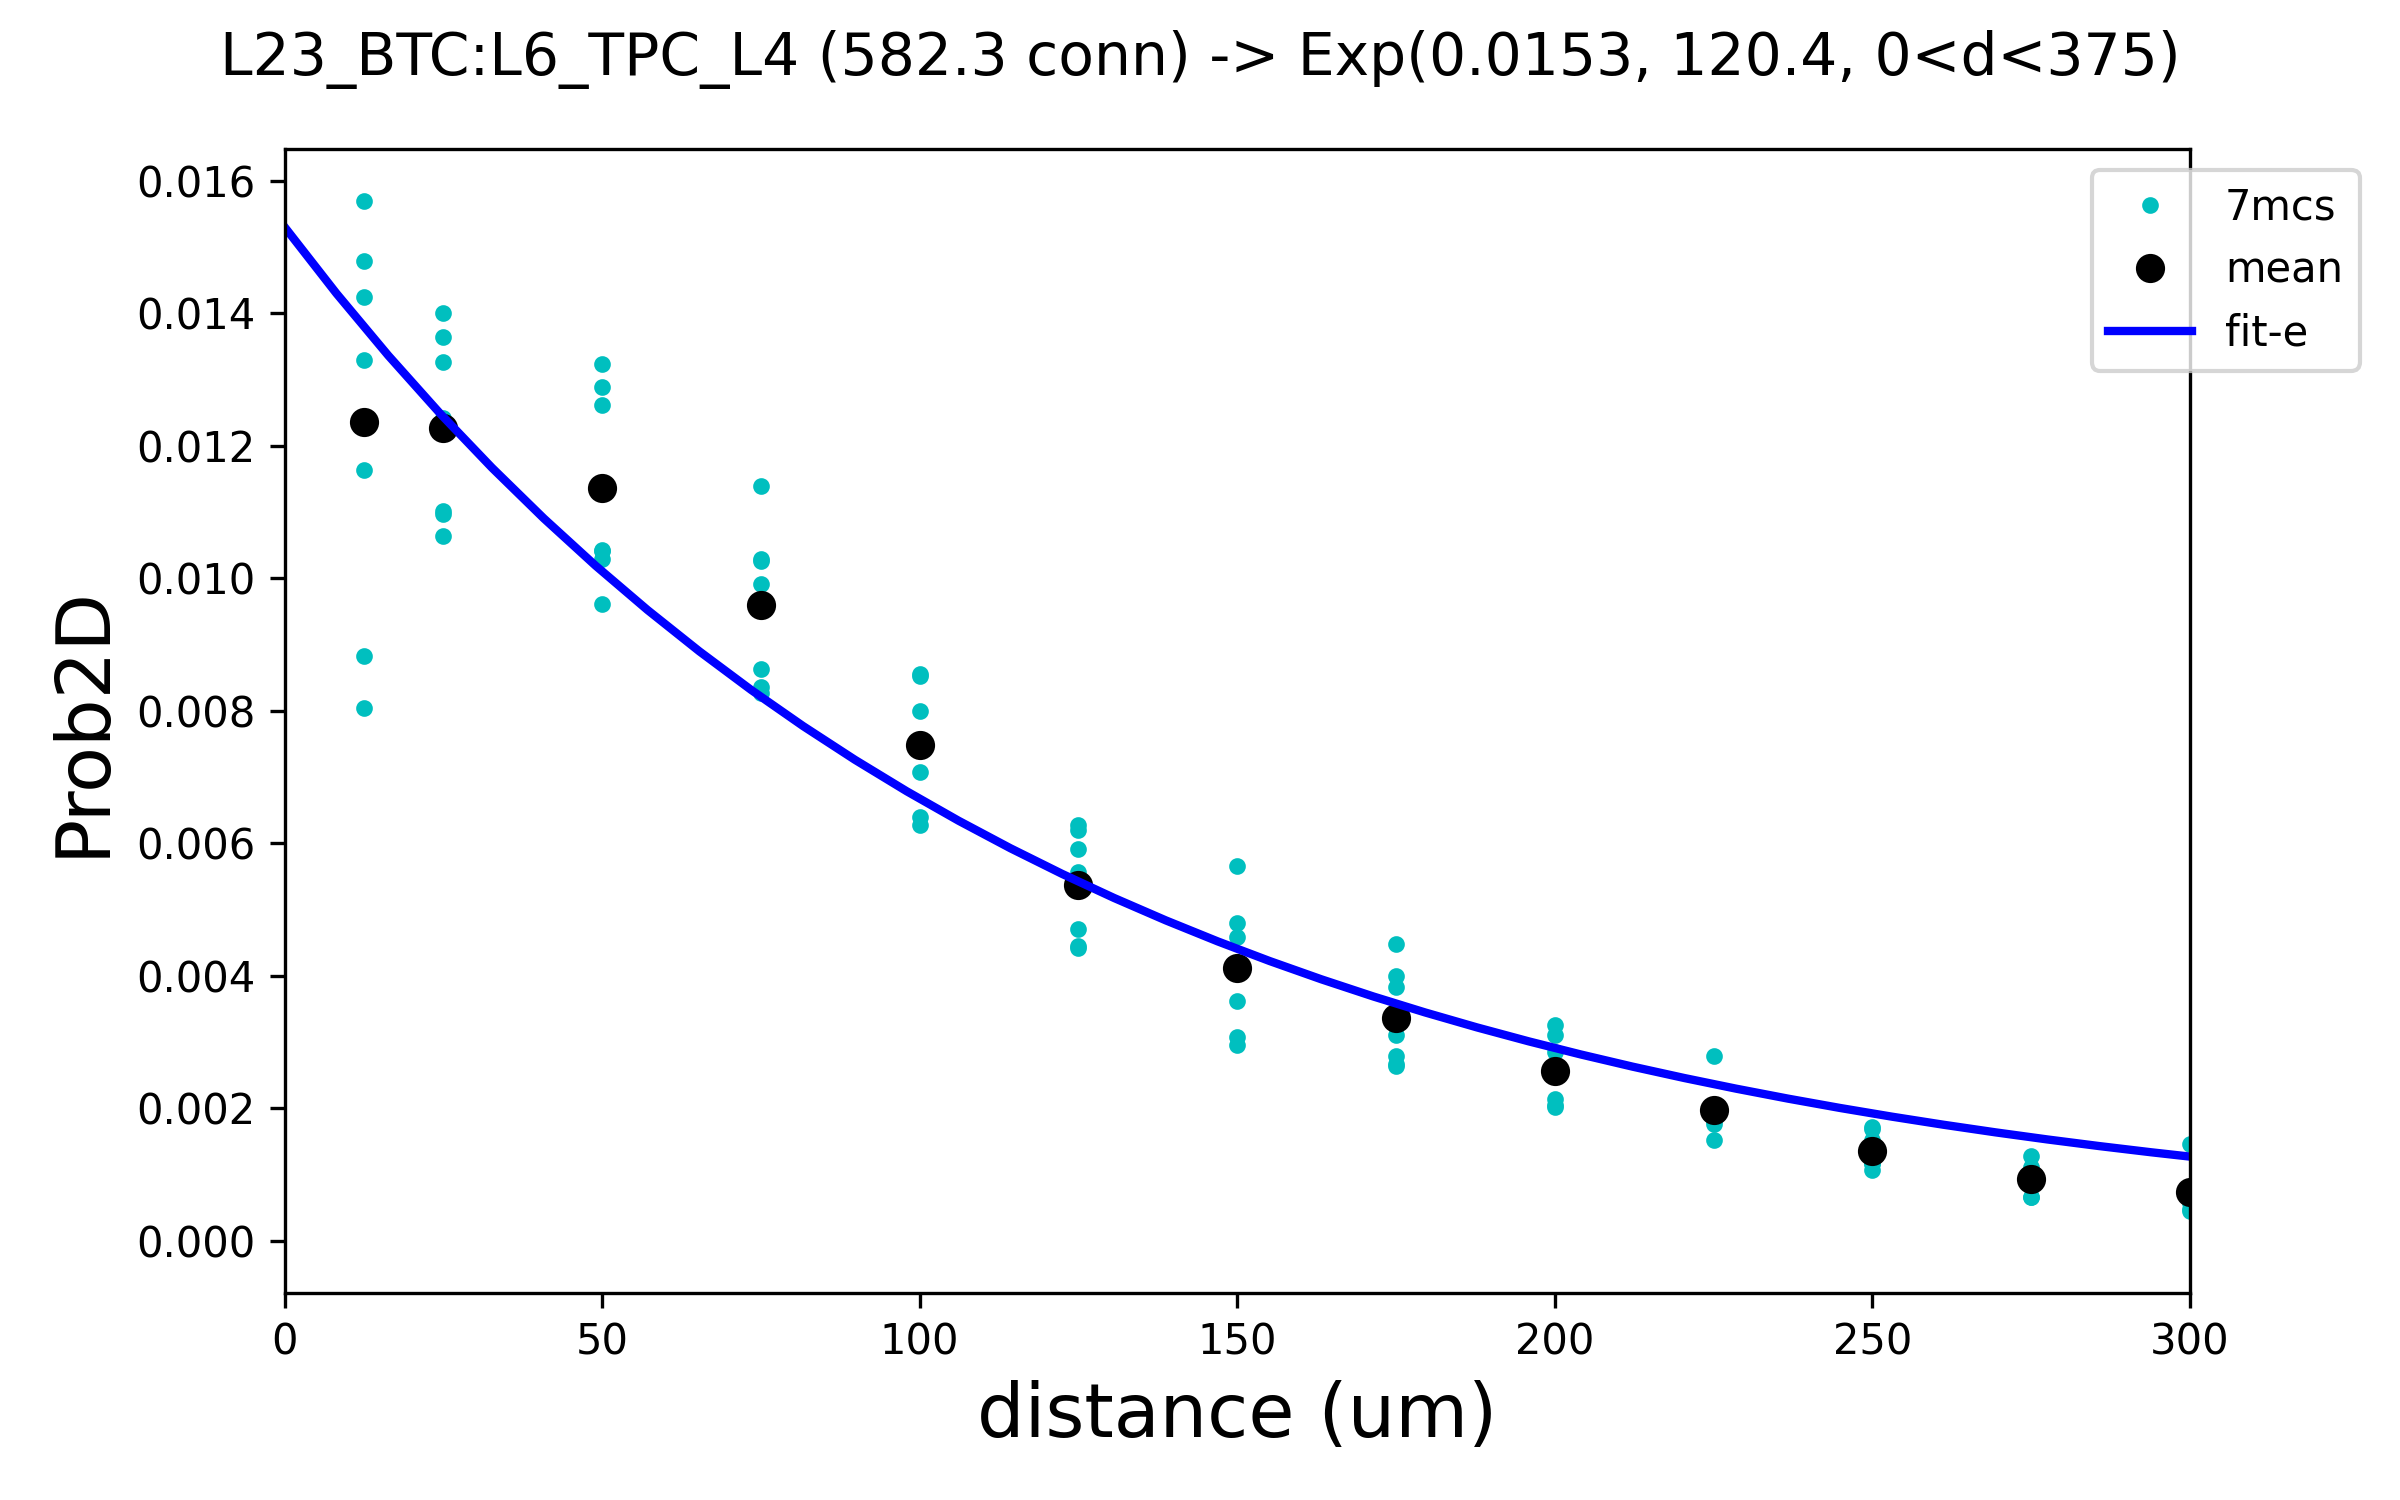 L23_BTC:L6_TPC_L4 (582.3 conn) -> Exp(0.0153, 120.4, 0<d<375)
7mcs
mean
fit-e
Prob2D
0.016
0.014
0.012
0.010
0.008
0.006
0.004
0.002
0.000
0 50 100 150 200 250 300
distance (um)